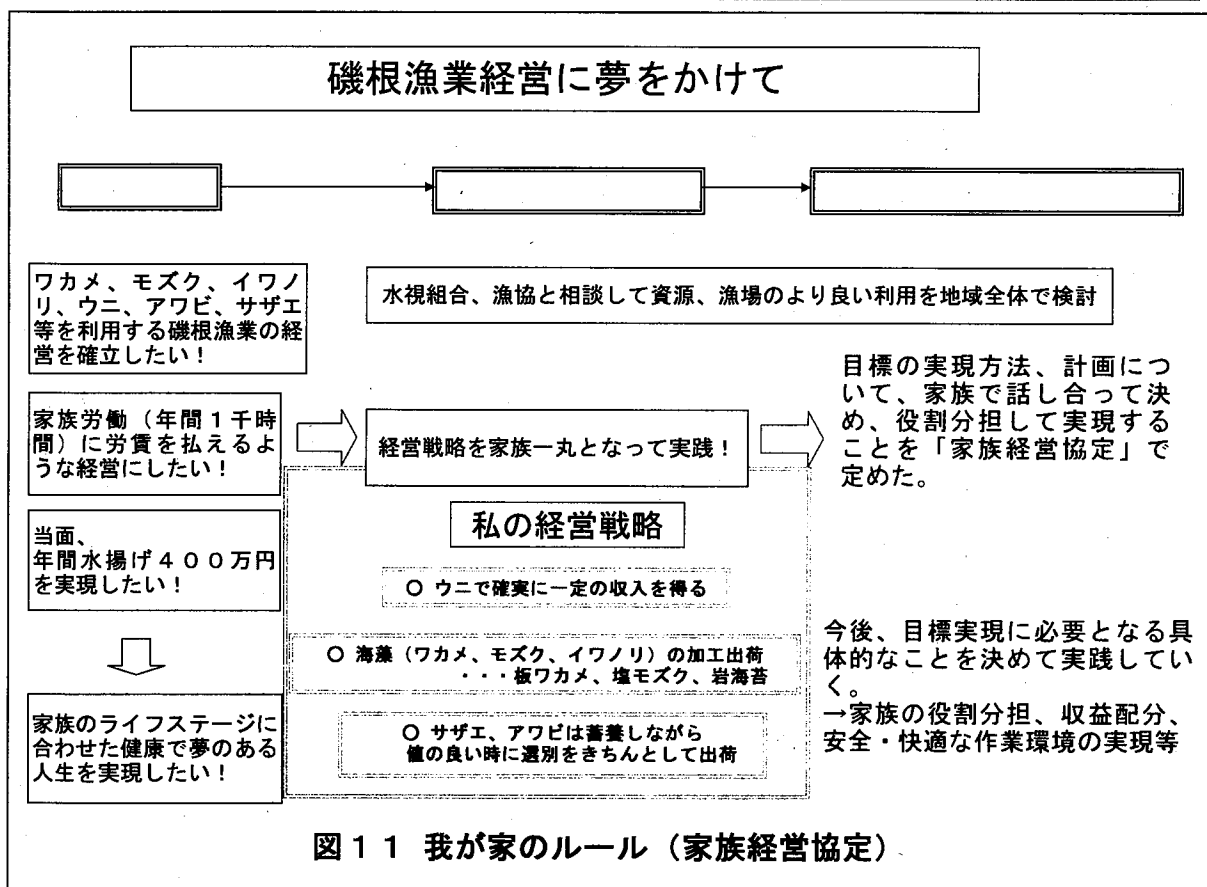 磯根漁業経営に夢をかけて
ワカメ、モズク、イワノ
リ、ウニ、アワビ、サザエ
等を利用する磯根漁業の経
営を確立したい！
水視組合、漁協と相談して資源、漁場のより良い利用を地域全体で検討
家族労働（年間１千時
間）に労賃を払えるよ
うな経営にしたい！
経営戦略を家族一丸となって実践！
目標の実現方法、計画につ
いて、家族で話し合って決
め、役割分担して実現する
ことを「家族経営協定」で
定めた。
私の経営戦略
当面、
年間水揚げ４００万円
を実現したい！
○ ウニで確実に一定の収入を得る
○ 海藻（ワカメ、モズク、イワノリ）の加工出荷
・・・板ワカメ、塩モズク、岩海苔
○ サザエ、アワビは蓄養しながら
値の良い時に選別をきちんとして出荷
家族のライフステージに
合わせた健康で夢のある
人生を実現したい！
今後、目標実現に必要となる具
体的なことを決めて実践してい
く。
→家族の役割分担、収益配分、
安全・快適な作業環境の実現等
図１１ 我が家のルール（家族経営協定）